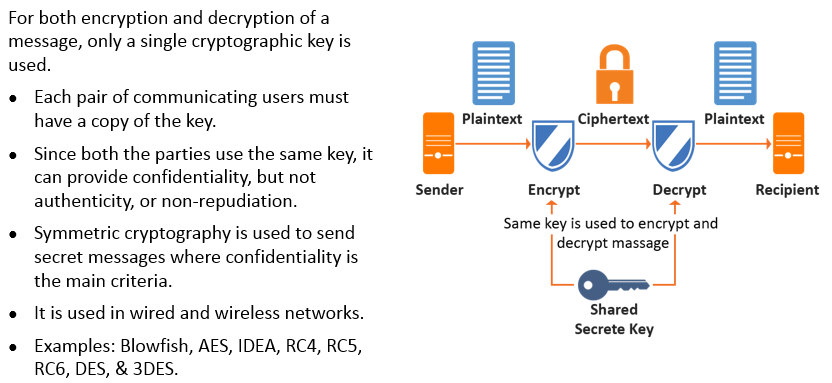 For both encryption and decryption of a
message, only a single cryptographic key is
used.
• Each pair of communicating users must
have a copy of the key.
• Since both the parties use the same key, it
can provide confidentiality, but not
authenticity, or non-repudiation.
• Symmetric cryptography is used to send
secret messages where confidentiality is
the main criteria.
• It is used in wired and wireless networks.
• Examples: Blowfish, AES, IDEA, RC4, RC5,
RC6, DES, & 3DES.
Plaintext
Ciphertext
Plaintext
Sender
Encrypt
Decrypt
Recipient
Same key is used to encrypt and
decrypt massage
Shared
Secrete Key